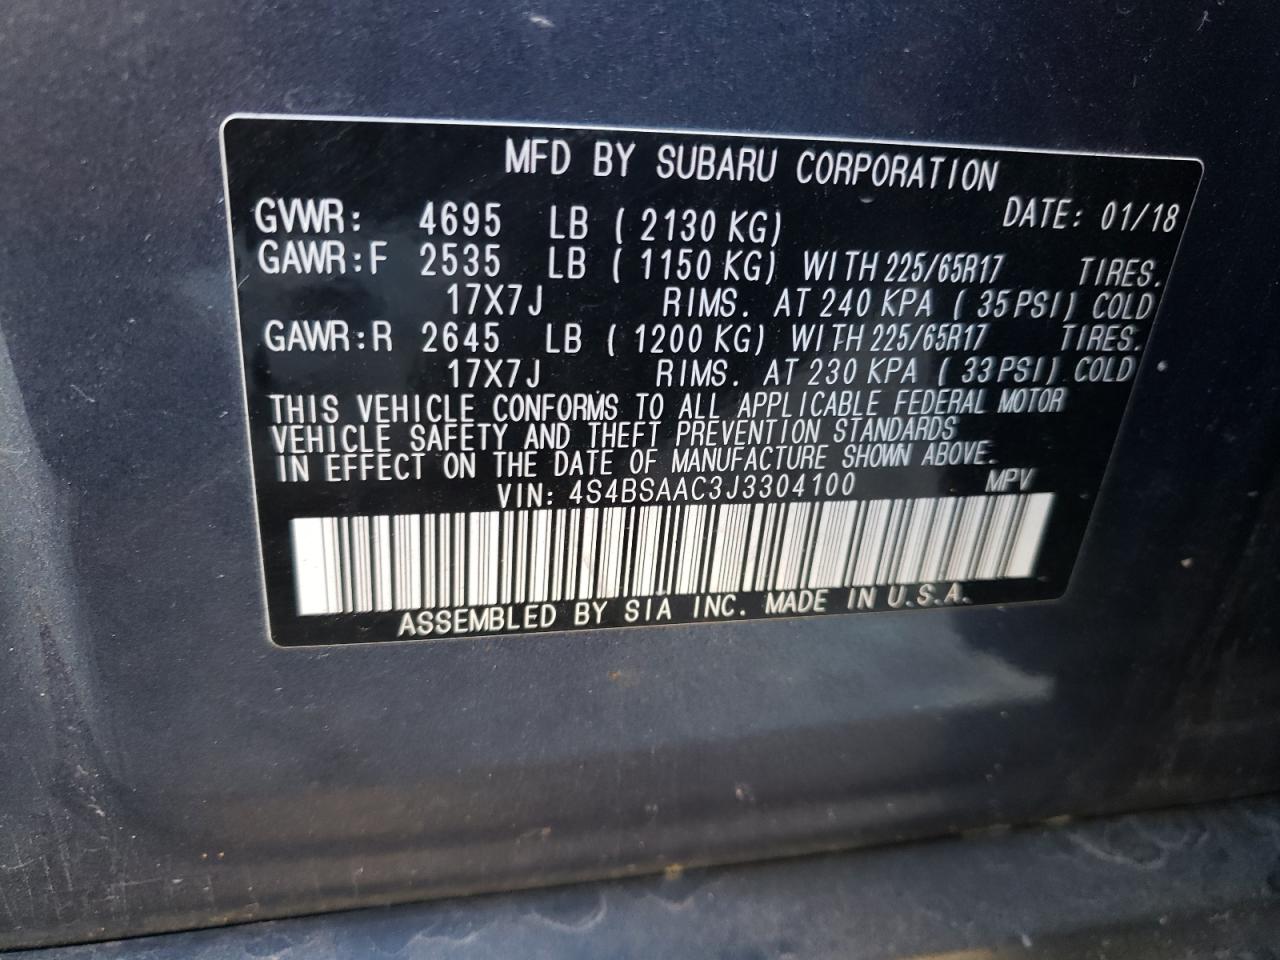 MFD BY SUBARU CORPORATION
GVWR: 4695 LB ( 2130 KG) DATE: 01/18
GAWR:F 2535 LB ( 1150 KG) WITH 225/65R17 TIRES.
17X7J RIMS. AT 240 KPA ( 35 PSI) COLD
GAWR:R 2645 LB ( 1200 KG) WITH 225/65R17 TIRES.
17X7J RIMS. AT 230 KPA ( 33 PSI) COLD
THIS VEHICLE CONFORMS TO ALL APPLICABLE FEDERAL MOTOR
VEHICLE SAFETY AND THEFT PREVENTION STANDARDS
IN EFFECT ON THE DATE OF MANUFACTURE SHOWN ABOVE.
VIN: 4S4BSAAC3J3304100 MPV
ASSEMBLED BY SIA INC. MADE IN U.S.A.